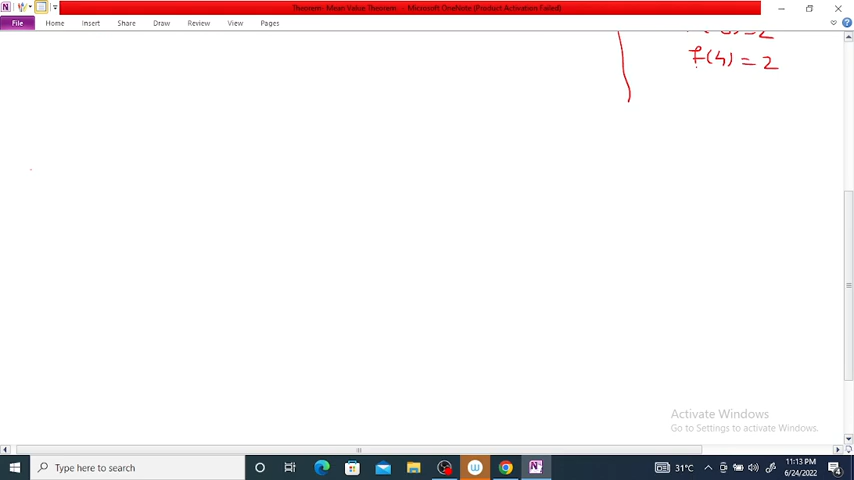 Theorem- Mean Value Theorem - Microsoft OneNote (Product Activation Failed)
File Home Insert Share Draw Review View Pages
f(4) = 2
Activate Windows
Go to Settings to activate Windows.
Type here to search
31°C
11:13 PM
6/24/2022
4